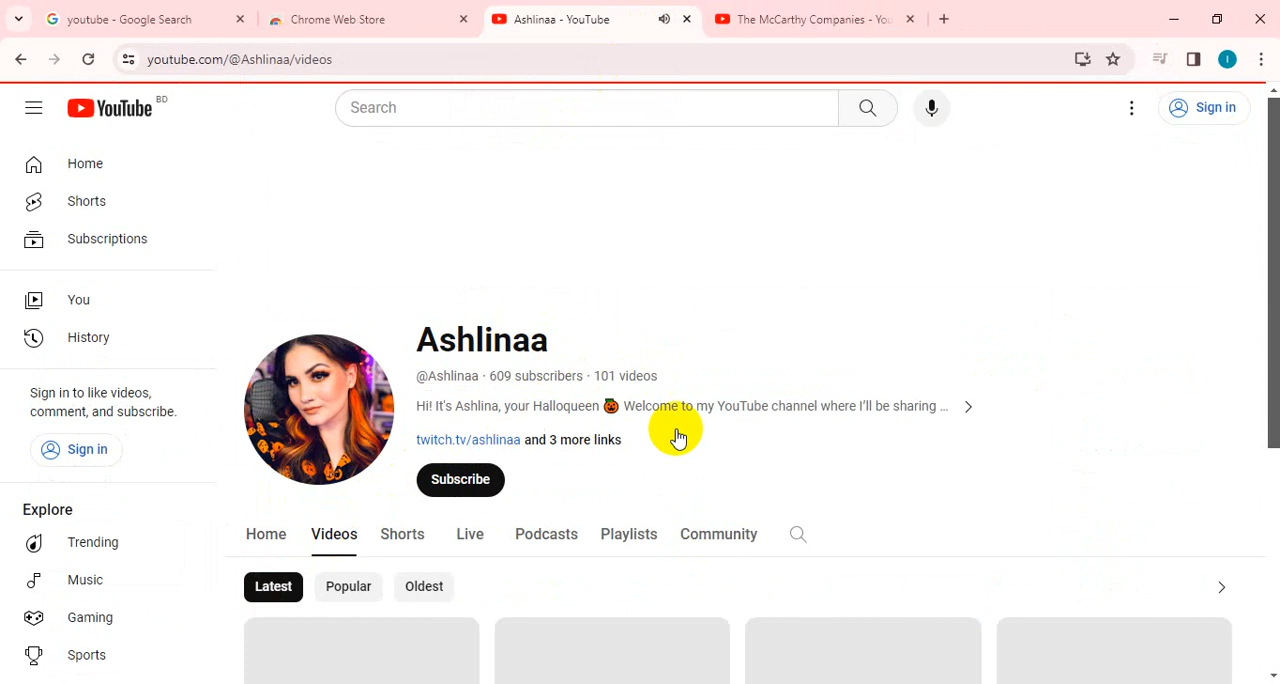 youtube - Google Search
Chrome Web Store
Ashlinaa - YouTube
The McCarthy Companies - You
youtube.com/@Ashlinaa/videos
I
YouTube BD
Search
Sign in
Home
Shorts
Subscriptions
You
History
Sign in to like videos,
comment, and subscribe.
Sign in
Explore
Trending
Music
Gaming
Sports
Ashlinaa
@Ashlinaa · 609 subscribers · 101 videos
Hi! It's Ashlina, your Halloqueen 🎃 Welcome to my YouTube channel where I'll be sharing ...
twitch.tv/ashlinaa and 3 more links
Subscribe
Home Videos Shorts Live Podcasts Playlists Community
Latest Popular Oldest